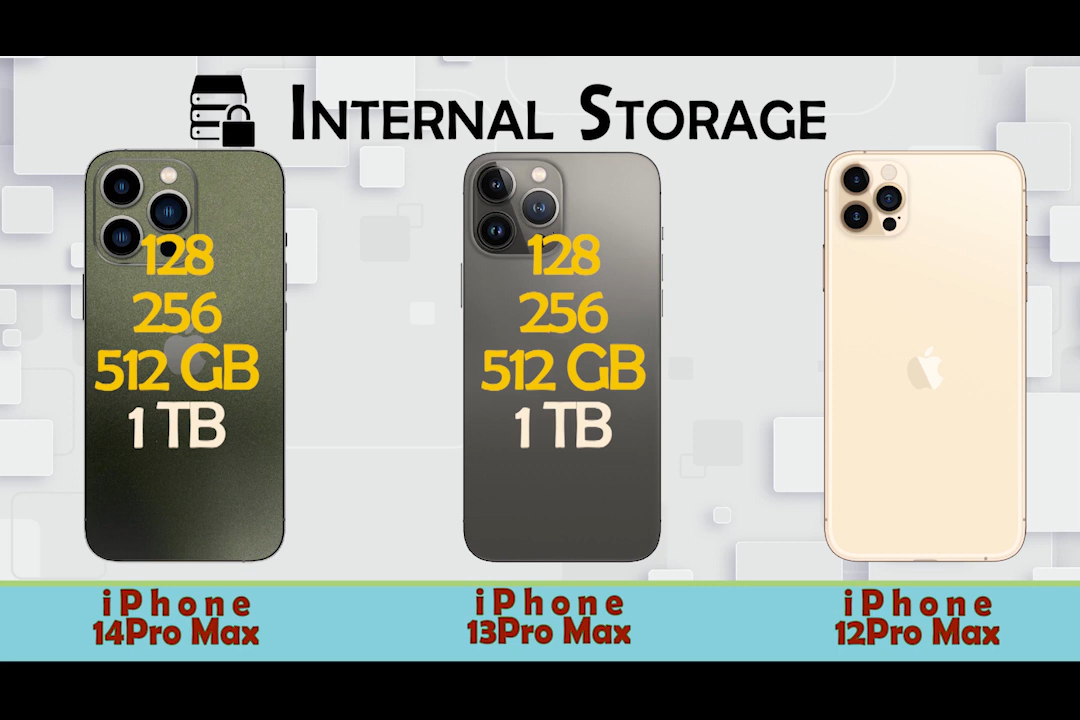 INTERNAL STORAGE
128
256
512 GB
1 TB
128
256
512 GB
1 TB
iPhone
14Pro Max
iPhone
13Pro Max
iPhone
12Pro Max